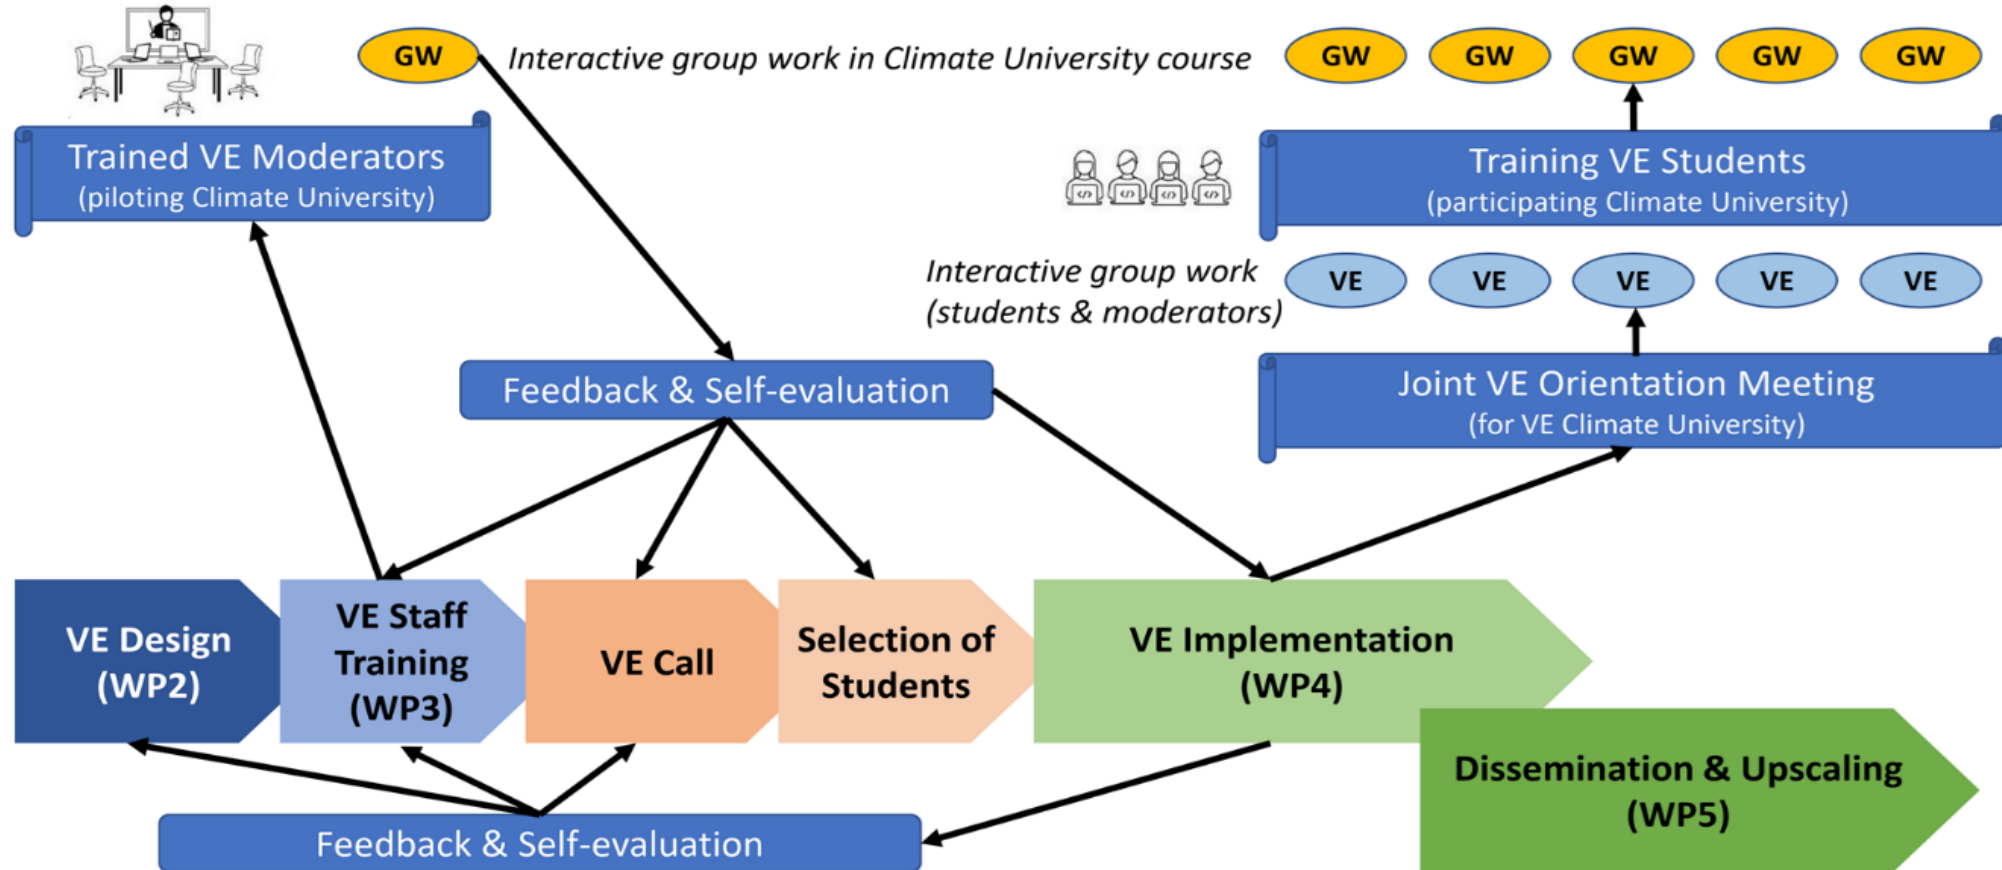 GW
Interactive group work in Climate University course
GW GW GW GW GW
Trained VE Moderators
(piloting Climate University)
</>
</>
</>
</>
Training VE Students
(participating Climate University)
Interactive group work
(students & moderators)
VE VE VE VE VE
Feedback & Self-evaluation
Joint VE Orientation Meeting
(for VE Climate University)
VE Design
(WP2)
VE Staff
Training
(WP3)
VE Call
Selection of
Students
VE Implementation
(WP4)
Dissemination & Upscaling
(WP5)
Feedback & Self-evaluation